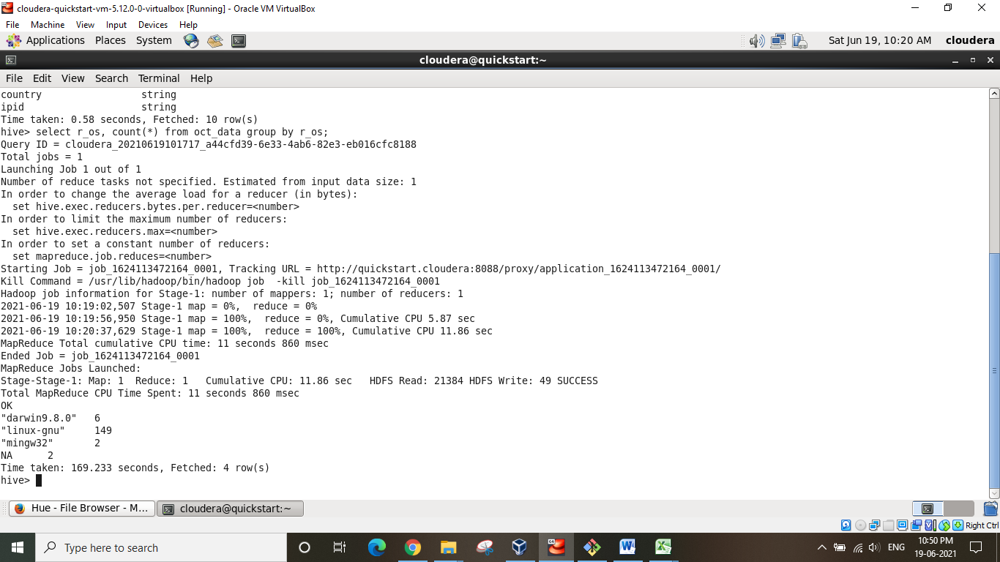 cloudera-quickstart-vm-5.12.0-0-virtualbox [Running] - Oracle VM VirtualBox
File Machine View Input Devices Help
Applications Places System Sat Jun 19, 10:20 AM cloudera
cloudera@quickstart:~
File Edit View Search Terminal Help
country                 string
ipid                    string
Time taken: 0.58 seconds, Fetched: 10 row(s)
hive> select r_os, count(*) from oct_data group by r_os;
Query ID = cloudera_20210619101717_a44cfd39-6e33-4ab6-82e3-eb016cfc8188
Total jobs = 1
Launching Job 1 out of 1
Number of reduce tasks not specified. Estimated from input data size: 1
In order to change the average load for a reducer (in bytes):
  set hive.exec.reducers.bytes.per.reducer=<number>
In order to limit the maximum number of reducers:
  set hive.exec.reducers.max=<number>
In order to set a constant number of reducers:
  set mapreduce.job.reduces=<number>
Starting Job = job_1624113472164_0001, Tracking URL = http://quickstart.cloudera:8088/proxy/application_1624113472164_0001/
Kill Command = /usr/lib/hadoop/bin/hadoop job  -kill job_1624113472164_0001
Hadoop job information for Stage-1: number of mappers: 1; number of reducers: 1
2021-06-19 10:19:02,507 Stage-1 map = 0%,  reduce = 0%
2021-06-19 10:19:56,950 Stage-1 map = 100%,  reduce = 0%, Cumulative CPU 5.87 sec
2021-06-19 10:20:37,629 Stage-1 map = 100%,  reduce = 100%, Cumulative CPU 11.86 sec
MapReduce Total cumulative CPU time: 11 seconds 860 msec
Ended Job = job_1624113472164_0001
MapReduce Jobs Launched:
Stage-Stage-1: Map: 1  Reduce: 1   Cumulative CPU: 11.86 sec   HDFS Read: 21384 HDFS Write: 49 SUCCESS
Total MapReduce CPU Time Spent: 11 seconds 860 msec
OK
"darwin9.8.0"   6
"linux-gnu"     149
"mingw32"       2
NA      2
Time taken: 169.233 seconds, Fetched: 4 row(s)
hive>
Hue - File Browser - M... cloudera@quickstart:~
Right Ctrl
Type here to search ENG 10:50 PM
19-06-2021